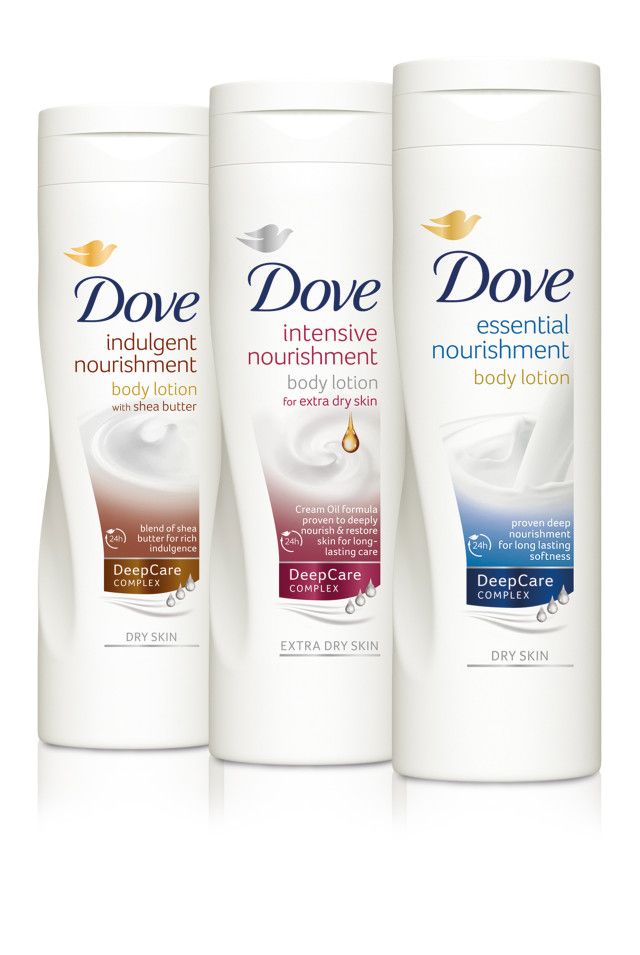 Dove
indulgent
nourishment
body lotion
with shea butter
24h
blend of shea
butter for rich
indulgence
DeepCare
COMPLEX
DRY SKIN
Dove
intensive
nourishment
body lotion
for extra dry skin
Cream Oil formula
proven to deeply
nourish & restore
skin for long-
lasting care
24h
DeepCare
COMPLEX
EXTRA DRY SKIN
Dove
essential
nourishment
body lotion
24h
proven deep
nourishment
for long lasting
softness
DeepCare
COMPLEX
DRY SKIN